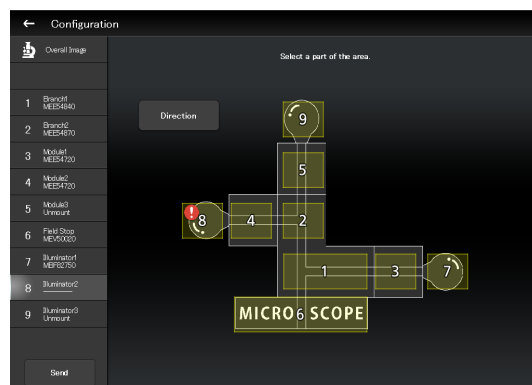 Configuration
Overall Image
Select a part of the area.
1 Branch1
MEE54840
2 Branch2
MEE54870
3 Module1
MEE54720
4 Module2
MEE54720
5 Module3
Unmount
6 Field Stop
MEV50020
7 Illuminator1
MBF82750
8 Illuminator2
9 Illuminator3
Unmount
Send
Direction
9
5
8
4
2
1
3
7
MICRO6 SCOPE